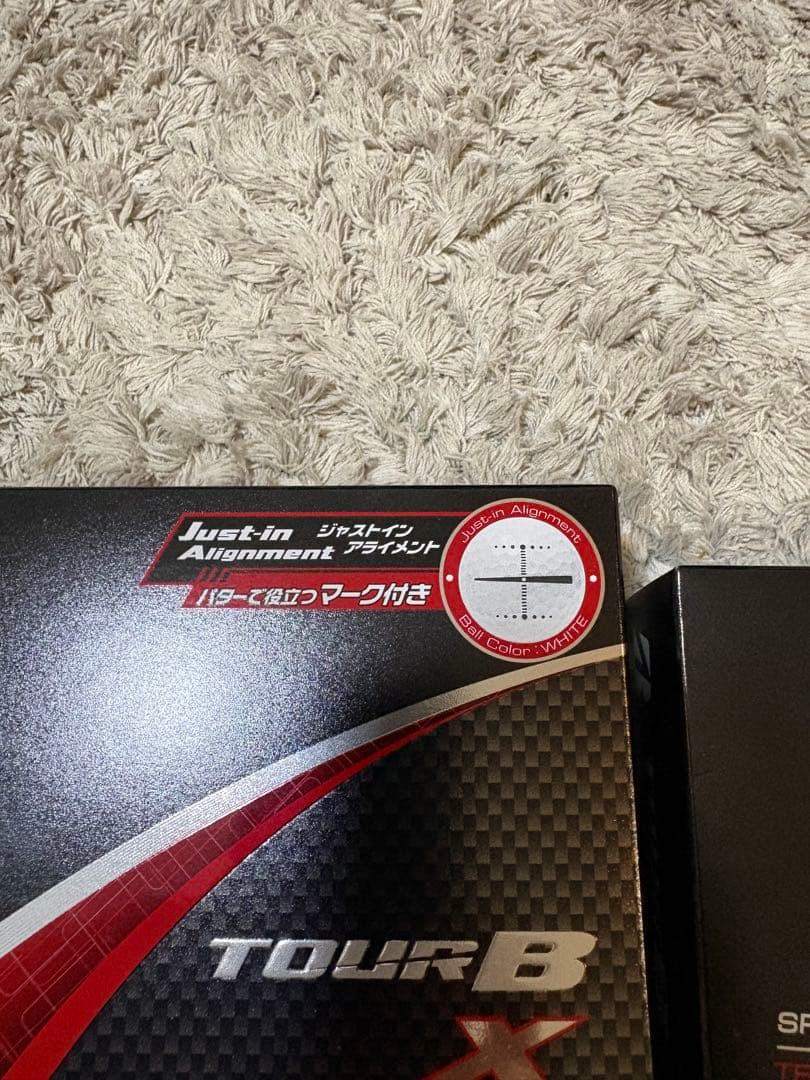 Just-in ジャストイン
Alignment アライメント
パターで役立つマーク付き
Just-in Alignment
Ball Color : WHITE
TOUR B
X
SP
TE